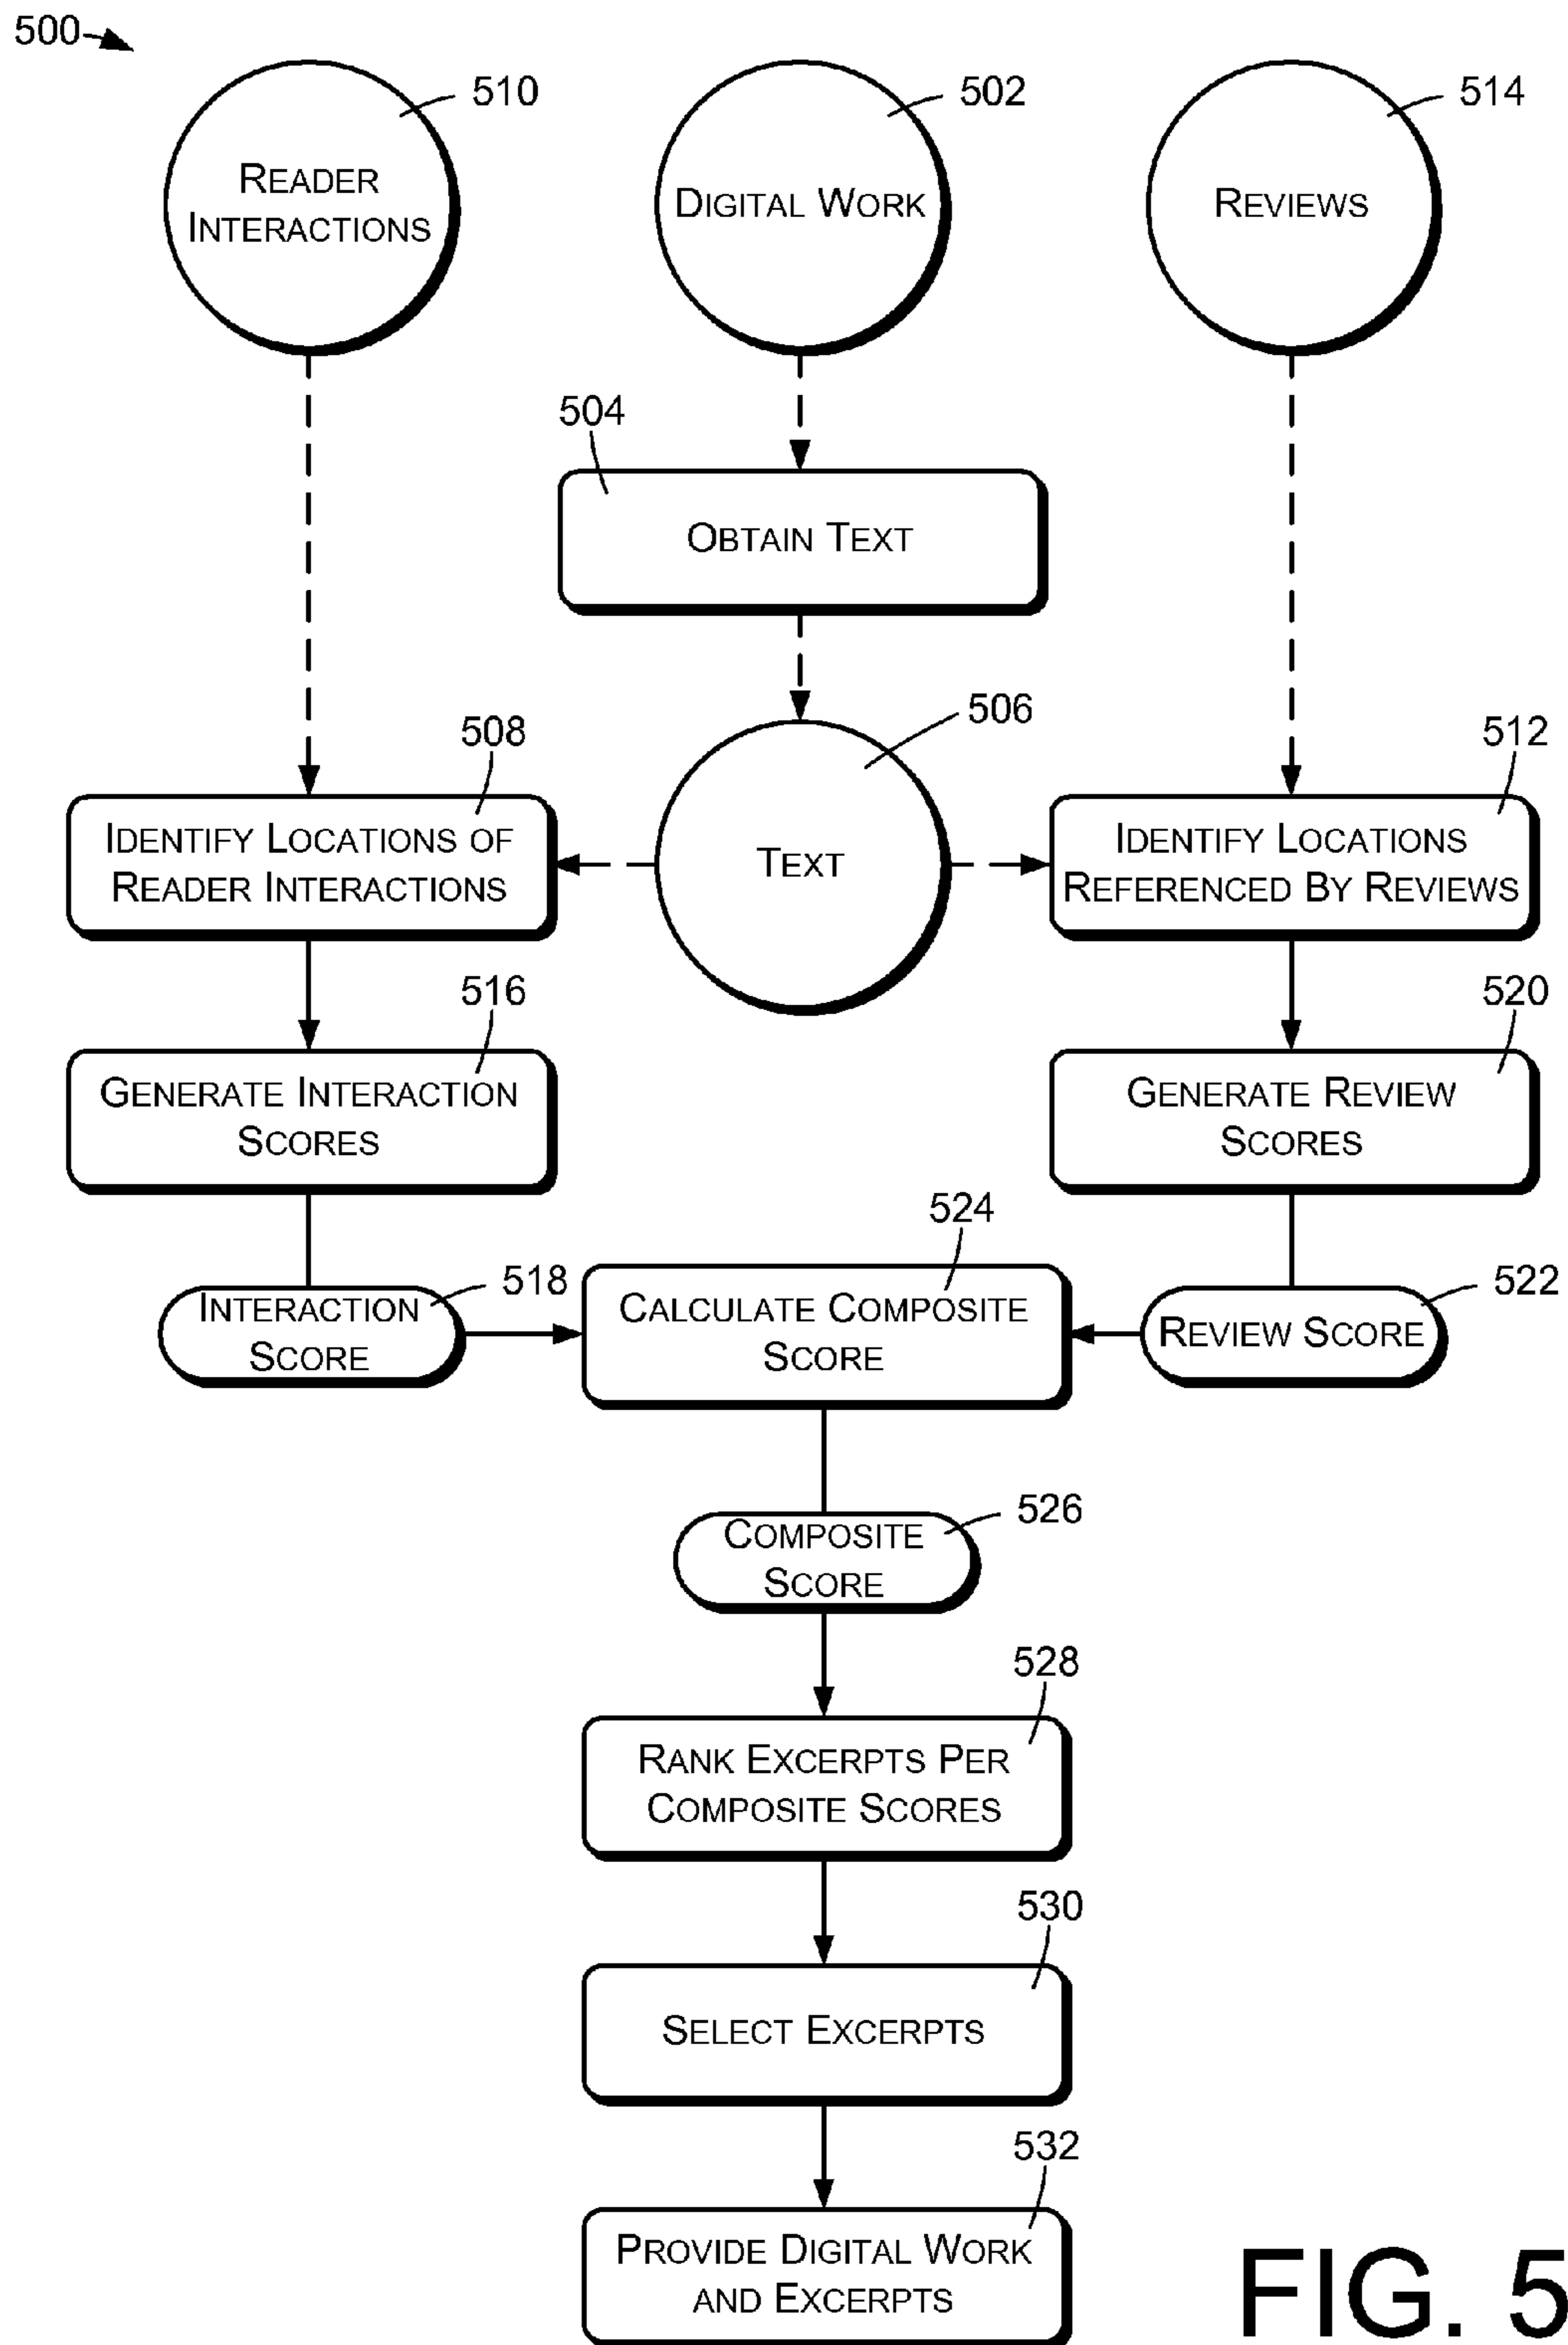 500
510
502
514
READER
INTERACTIONS
DIGITAL WORK
REVIEWS
504
OBTAIN TEXT
506
508
512
IDENTIFY LOCATIONS OF
READER INTERACTIONS
TEXT
IDENTIFY LOCATIONS
REFERENCED BY REVIEWS
516
520
GENERATE INTERACTION
SCORES
GENERATE REVIEW
SCORES
524
518
522
INTERACTION
SCORE
CALCULATE COMPOSITE
SCORE
REVIEW SCORE
526
COMPOSITE
SCORE
528
RANK EXCERPTS PER
COMPOSITE SCORES
530
SELECT EXCERPTS
532
PROVIDE DIGITAL WORK
AND EXCERPTS
FIG. 5